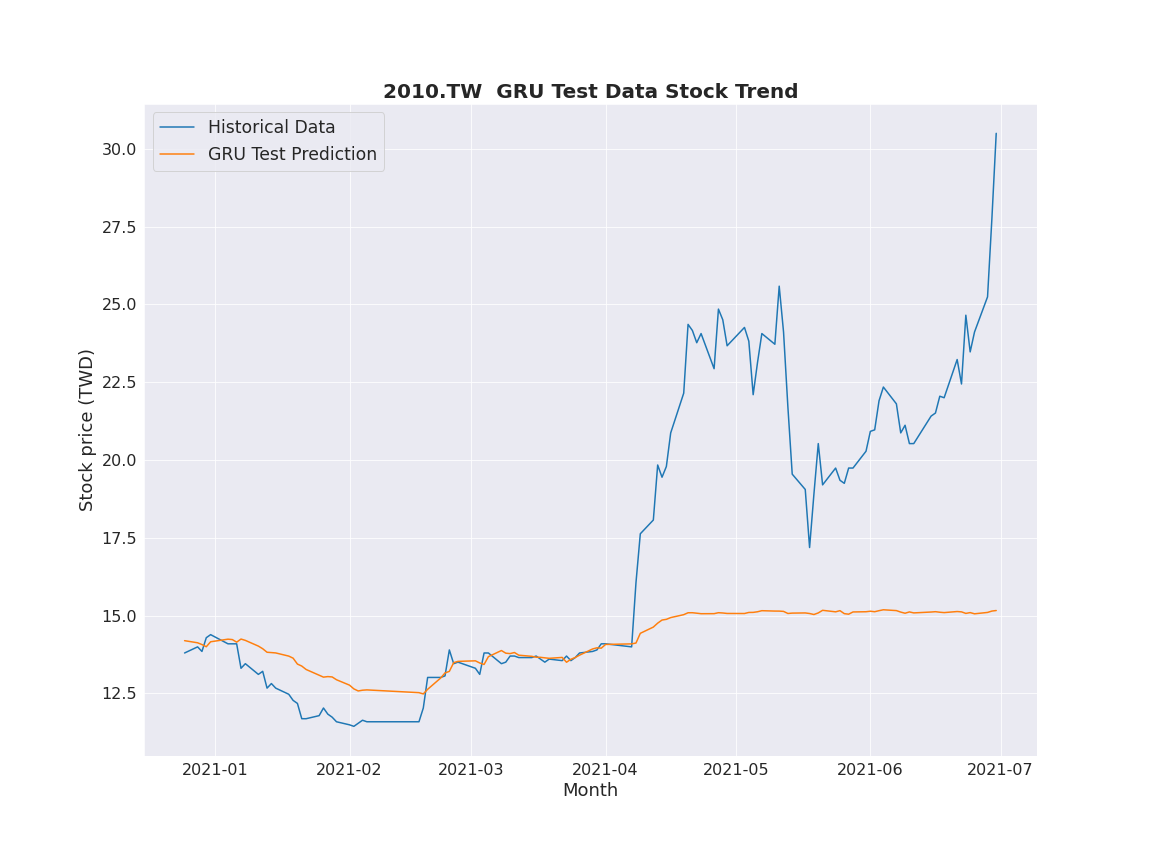 2010.TW  GRU Test Data Stock Trend
Historical Data
GRU Test Prediction
30.0
27.5
25.0
22.5
20.0
17.5
15.0
12.5
Stock price (TWD)
2021-01 2021-02 2021-03 2021-04 2021-05 2021-06 2021-07
Month